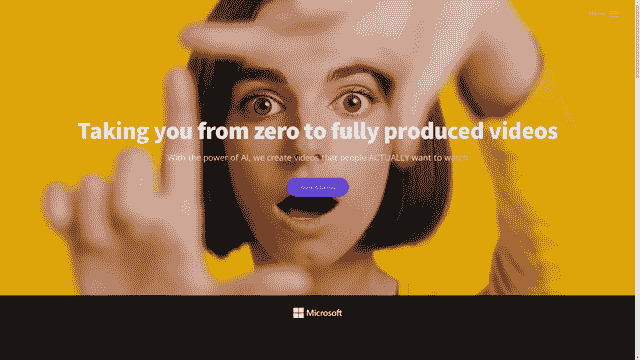 Taking you from zero to fully produced videos
With the power of AI, we create videos that people ACTUALLY want to watch
Microsoft